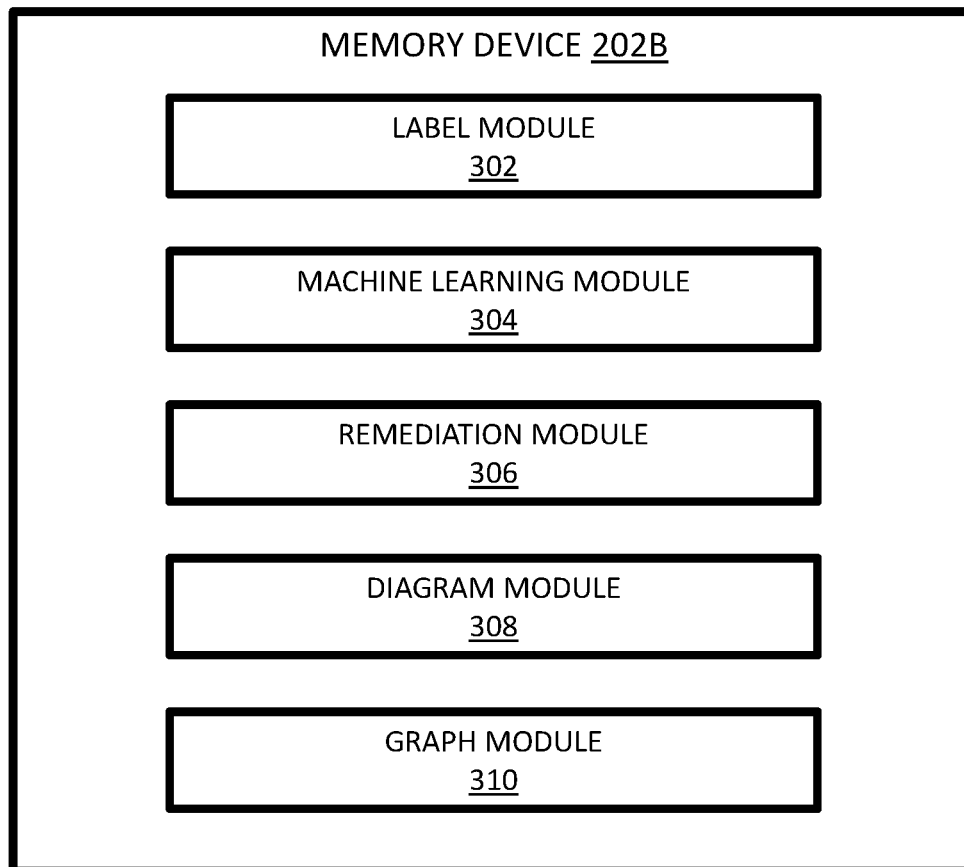 MEMORY DEVICE 202B
LABEL MODULE
302
MACHINE LEARNING MODULE
304
REMEDIATION MODULE
306
DIAGRAM MODULE
308
GRAPH MODULE
310